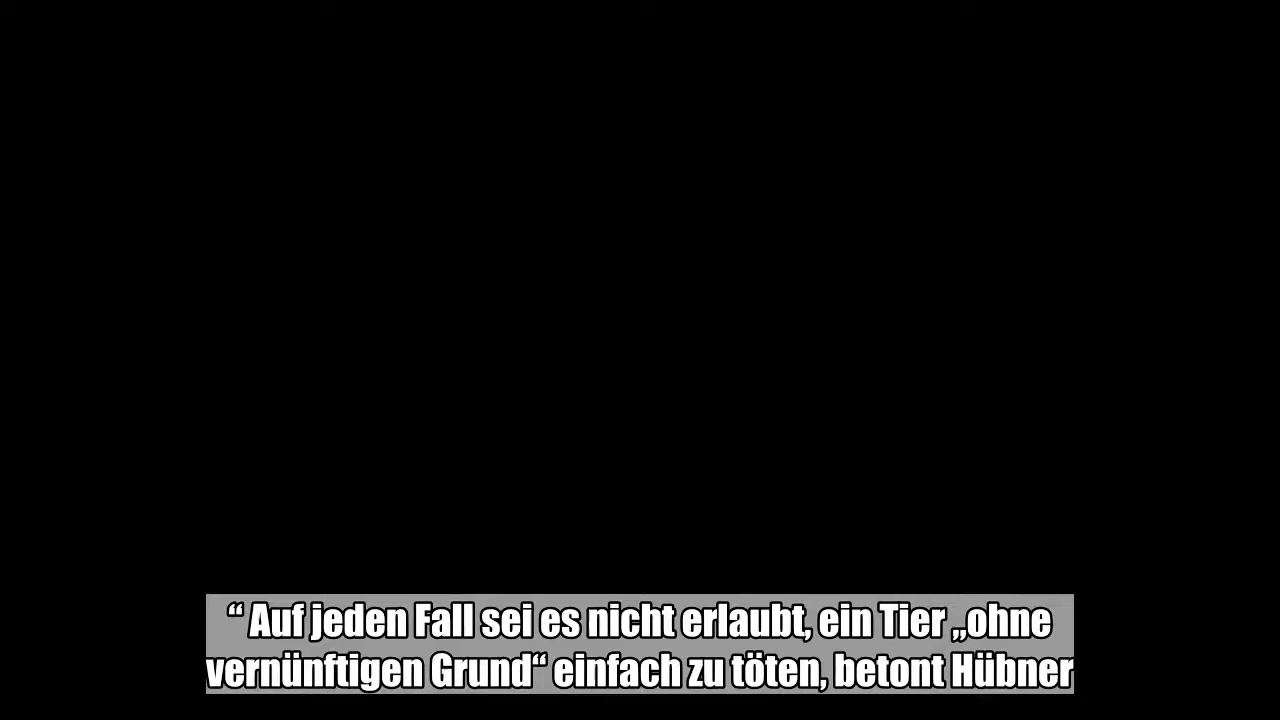 “ Auf jeden Fall sei es nicht erlaubt, ein Tier „ohne
vernünftigen Grund“ einfach zu töten, betont Hübner